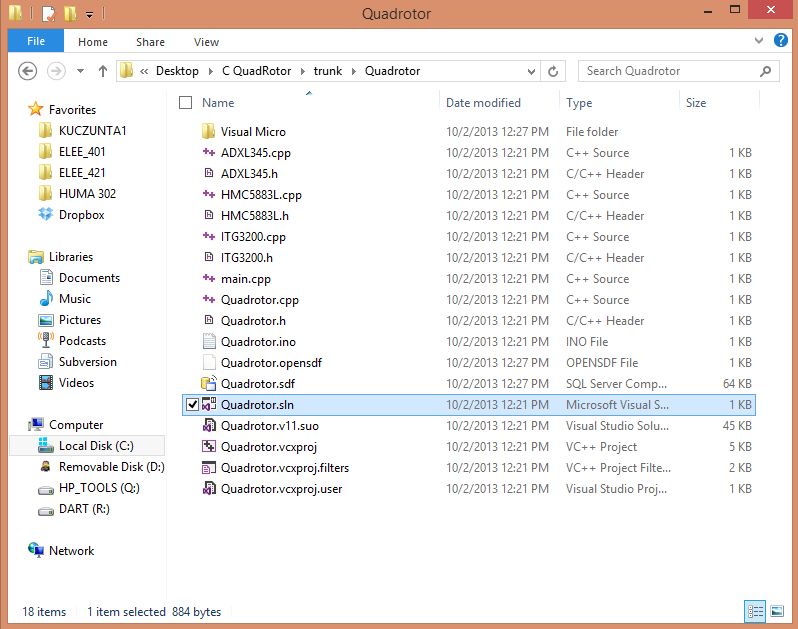 Quadrotor
File Home Share View
« Desktop C QuadRotor trunk Quadrotor Search Quadrotor
Name Date modified Type Size
Favorites
KUCZUNTA1
ELEE_401
ELEE_421
HUMA 302
Dropbox
Libraries
Documents
Music
Pictures
Podcasts
Subversion
Videos
Computer
Local Disk (C:)
Removable Disk (D:)
HP_TOOLS (Q:)
DART (R:)
Network
Visual Micro 10/2/2013 12:27 PM File folder
ADXL345.cpp 10/2/2013 12:21 PM C++ Source 1 KB
ADXL345.h 10/2/2013 12:21 PM C/C++ Header 1 KB
HMC5883L.cpp 10/2/2013 12:21 PM C++ Source 1 KB
HMC5883L.h 10/2/2013 12:21 PM C/C++ Header 1 KB
ITG3200.cpp 10/2/2013 12:21 PM C++ Source 1 KB
ITG3200.h 10/2/2013 12:21 PM C/C++ Header 1 KB
main.cpp 10/2/2013 12:21 PM C++ Source 1 KB
Quadrotor.cpp 10/2/2013 12:21 PM C++ Source 1 KB
Quadrotor.h 10/2/2013 12:21 PM C/C++ Header 1 KB
Quadrotor.ino 10/2/2013 12:21 PM INO File 1 KB
Quadrotor.opensdf 10/2/2013 12:27 PM OPENSDF File 1 KB
Quadrotor.sdf 10/2/2013 12:27 PM SQL Server Comp... 64 KB
Quadrotor.sln 10/2/2013 12:21 PM Microsoft Visual S... 1 KB
Quadrotor.v11.suo 10/2/2013 12:21 PM Visual Studio Solu... 45 KB
Quadrotor.vcxproj 10/2/2013 12:21 PM VC++ Project 5 KB
Quadrotor.vcxproj.filters 10/2/2013 12:21 PM VC++ Project Filte... 2 KB
Quadrotor.vcxproj.user 10/2/2013 12:21 PM Visual Studio Proj... 1 KB
18 items 1 item selected 884 bytes